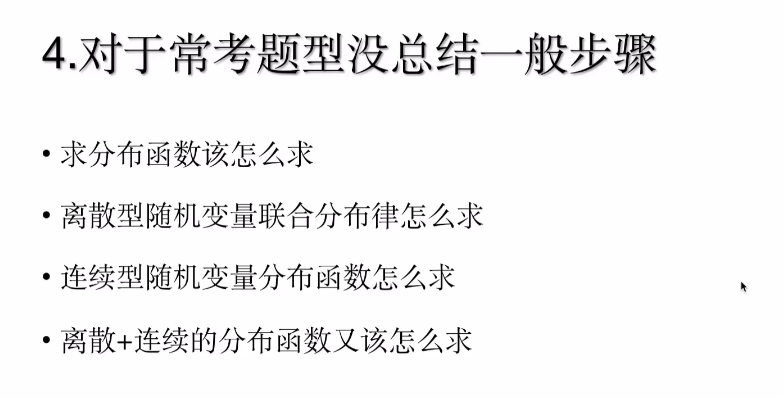 4.对于常考题型没总结一般步骤
• 求分布函数该怎么求
• 离散型随机变量联合分布律怎么求
• 连续型随机变量分布函数怎么求
• 离散+连续的分布函数又该怎么求